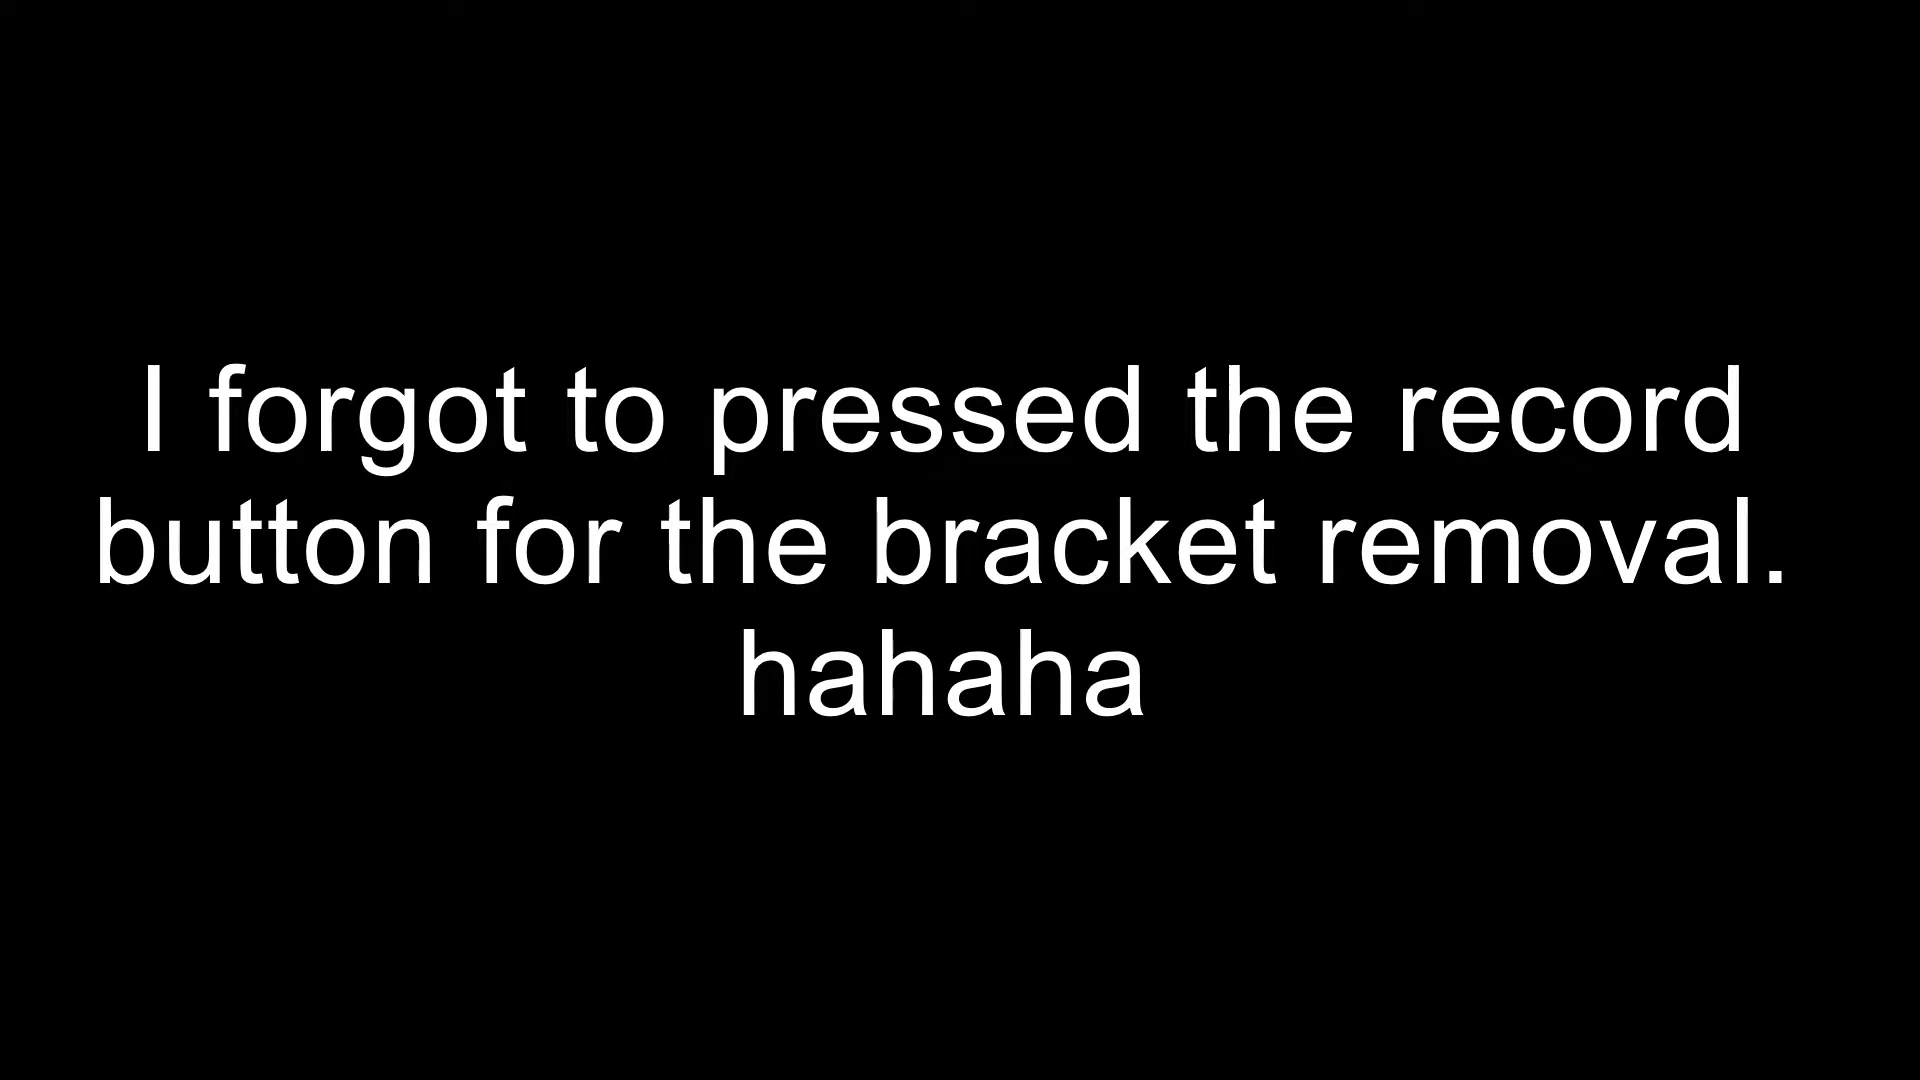 I forgot to pressed the record
button for the bracket removal.
hahaha